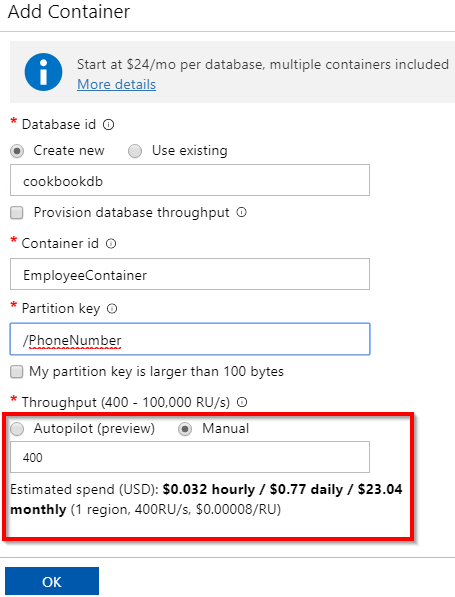 Add Container
Start at $24/mo per database, multiple containers included
More details
* Database id
Create new Use existing
cookbookdb
Provision database throughput
* Container id
EmployeeContainer
* Partition key
/PhoneNumber
My partition key is larger than 100 bytes
* Throughput (400 - 100,000 RU/s)
Autopilot (preview) Manual
400
Estimated spend (USD): $0.032 hourly / $0.77 daily / $23.04
monthly (1 region, 400RU/s, $0.00008/RU)
OK